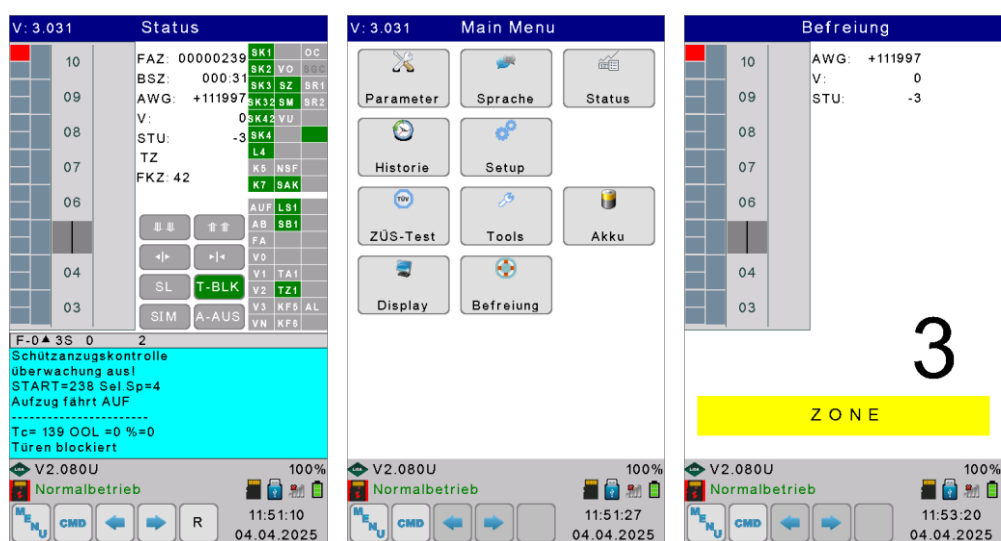 V: 3.031 Status
10
09
08
07
06
04
03
FAZ: 00000239
BSZ: 000:31
AWG: +111997
V: 0
STU: -3
TZ
FKZ: 42
SK1 OC
SK2 VO SGC
SK3 SZ SR1
SK32 SM SR2
SK42 VU
SK4
L4
K5 NSF
K7 SAK
AUF LS1
AB SB1
FA
V0
V1 TA1
V2 TZ1
V3 KF5 AL
VN KF6
SL T-BLK
SIM A-AUS
F-0▲ 3S 0 2
Schützanzugskontrolle
überwachung aus!
START=238 Sel.Sp=4
Aufzug fährt AUF
----------------------
Tc= 139 OOL =0 %=0
Türen blockiert
V2.080U 100%
Normalbetrieb
MENU CMD R
11:51:10
04.04.2025
V: 3.031 Main Menu
Parameter Sprache Status
Historie Setup
TÜV
ZÜS-Test Tools Akku
Display Befreiung
V2.080U 100%
Normalbetrieb
MENU CMD
11:51:27
04.04.2025
Befreiung
10
09
08
07
06
04
03
AWG: +111997
V: 0
STU: -3
3
ZONE
V2.080U 100%
Normalbetrieb
MENU CMD
11:53:20
04.04.2025